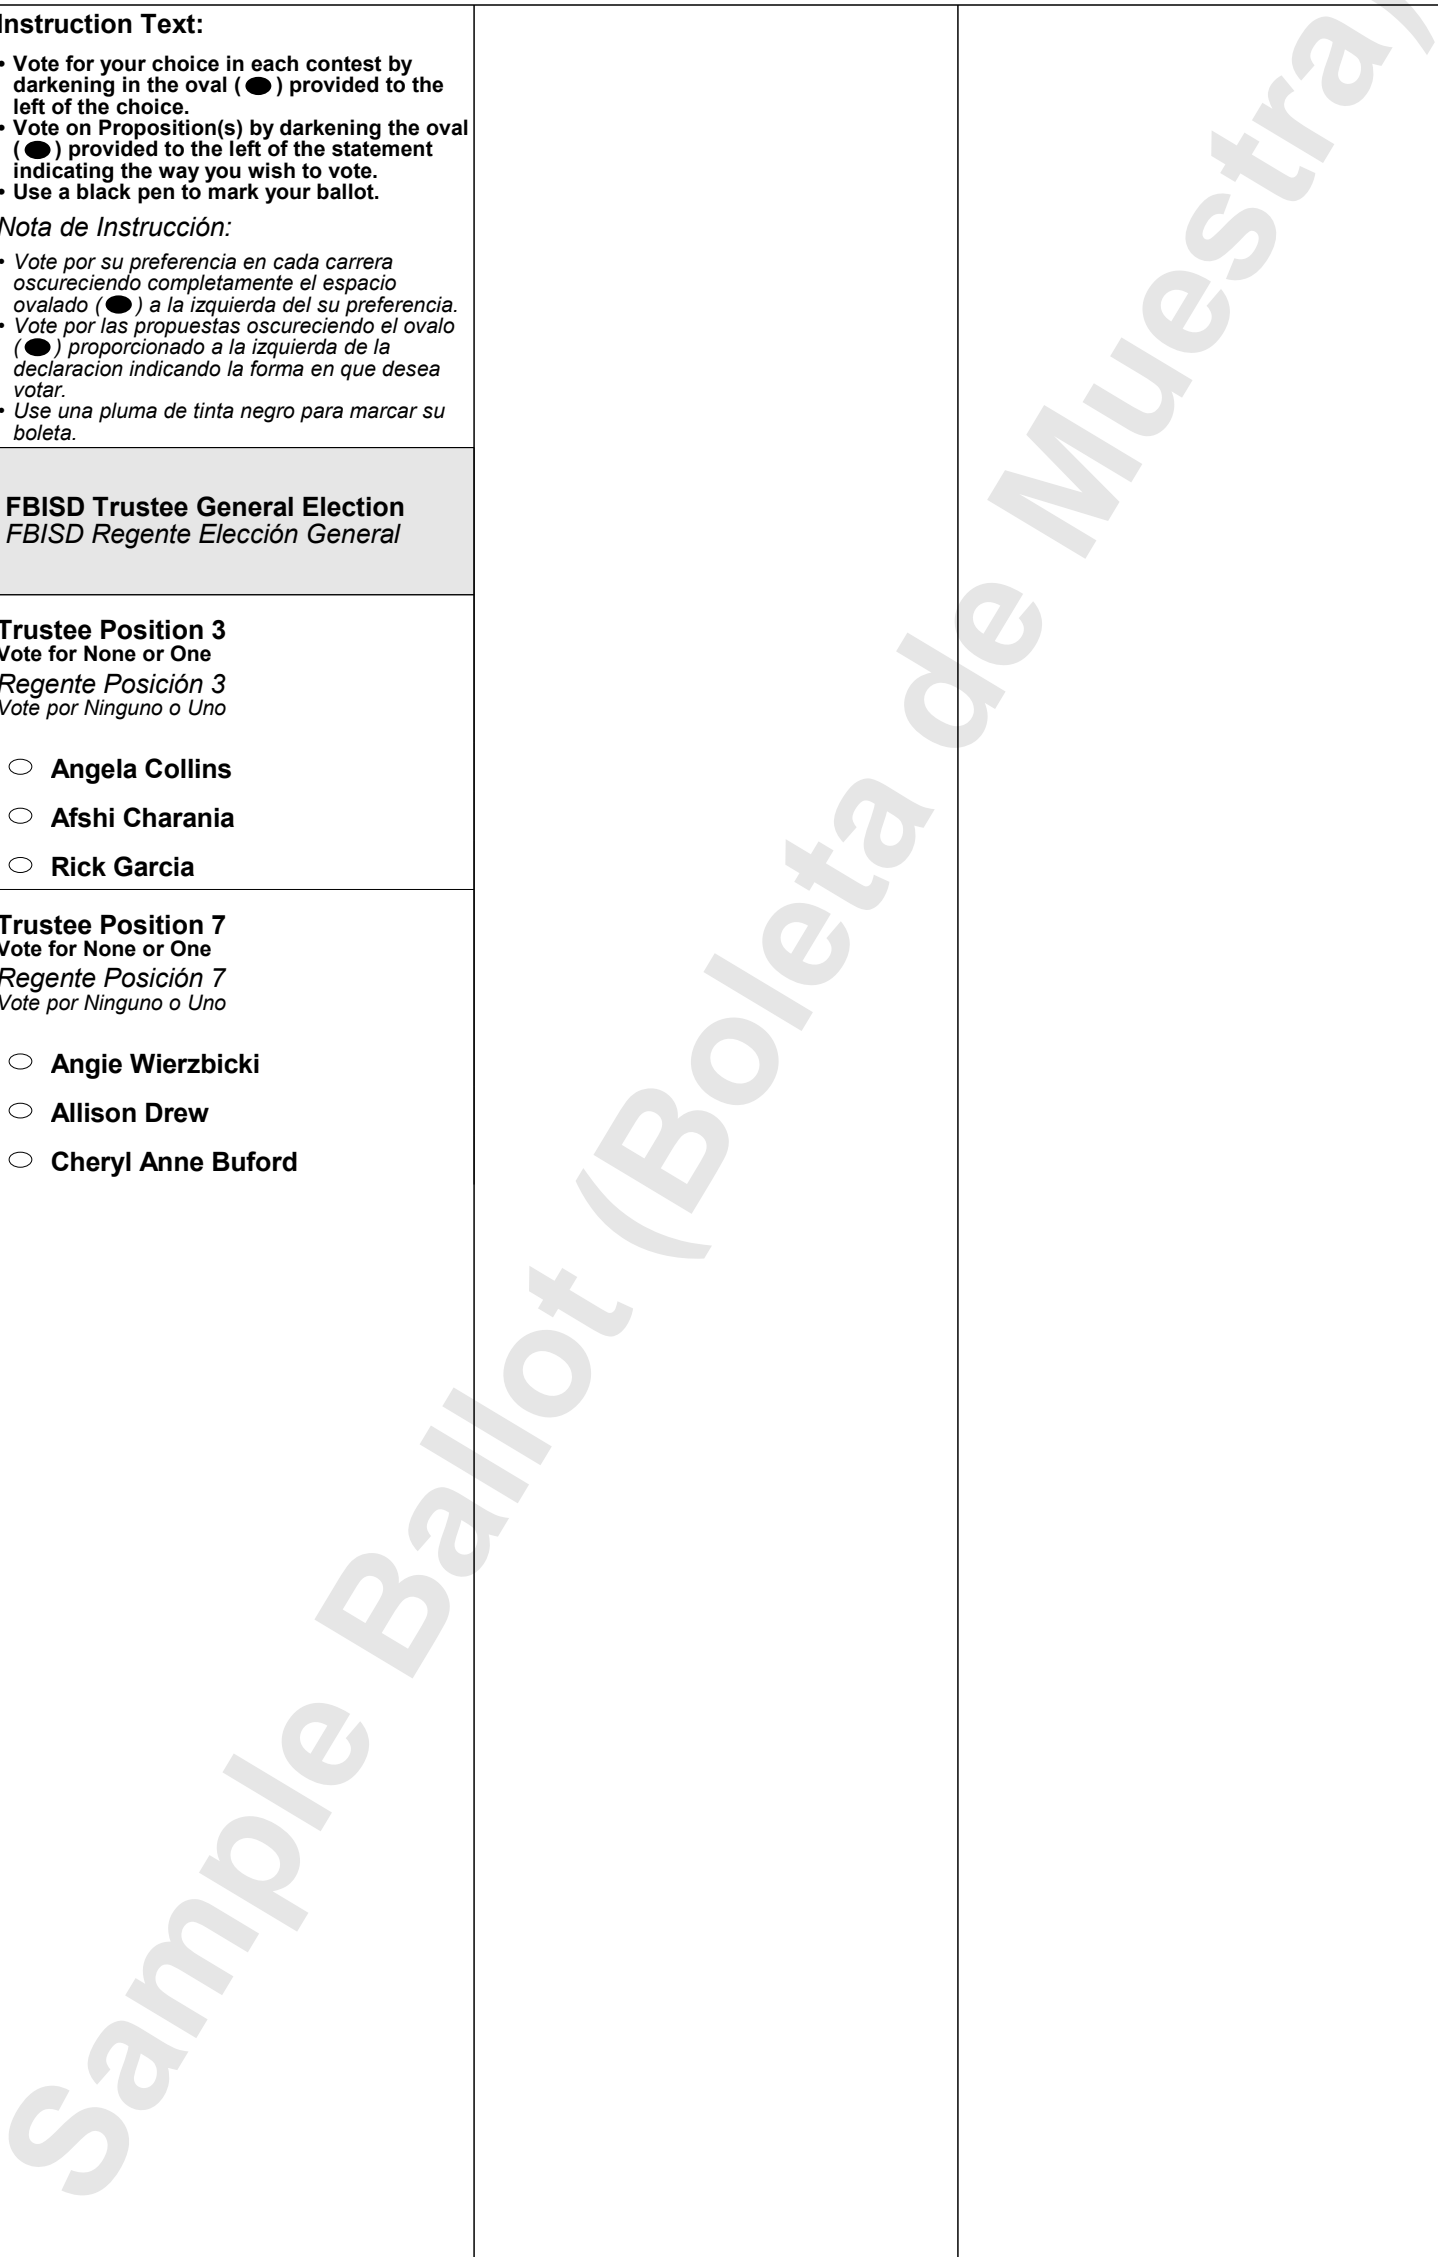 Instruction Text:
• Vote for your choice in each contest by
darkening in the oval ( ) provided to the
left of the choice.
• Vote on Proposition(s) by darkening the oval
( ) provided to the left of the statement
indicating the way you wish to vote.
• Use a black pen to mark your ballot.
Nota de Instrucción:
• Vote por su preferencia en cada carrera
oscureciendo completamente el espacio
ovalado ( ) a la izquierda del su preferencia.
• Vote por las propuestas oscureciendo el ovalo
( ) proporcionado a la izquierda de la
declaracion indicando la forma en que desea
votar.
• Use una pluma de tinta negro para marcar su
boleta.
FBISD Trustee General Election
FBISD Regente Elección General
Trustee Position 3
Vote for None or One
Regente Posición 3
Vote por Ninguno o Uno
Angela Collins
Afshi Charania
Rick Garcia
Trustee Position 7
Vote for None or One
Regente Posición 7
Vote por Ninguno o Uno
Angie Wierzbicki
Allison Drew
Cheryl Anne Buford
Sample Ballot (Boleta de Muestra)